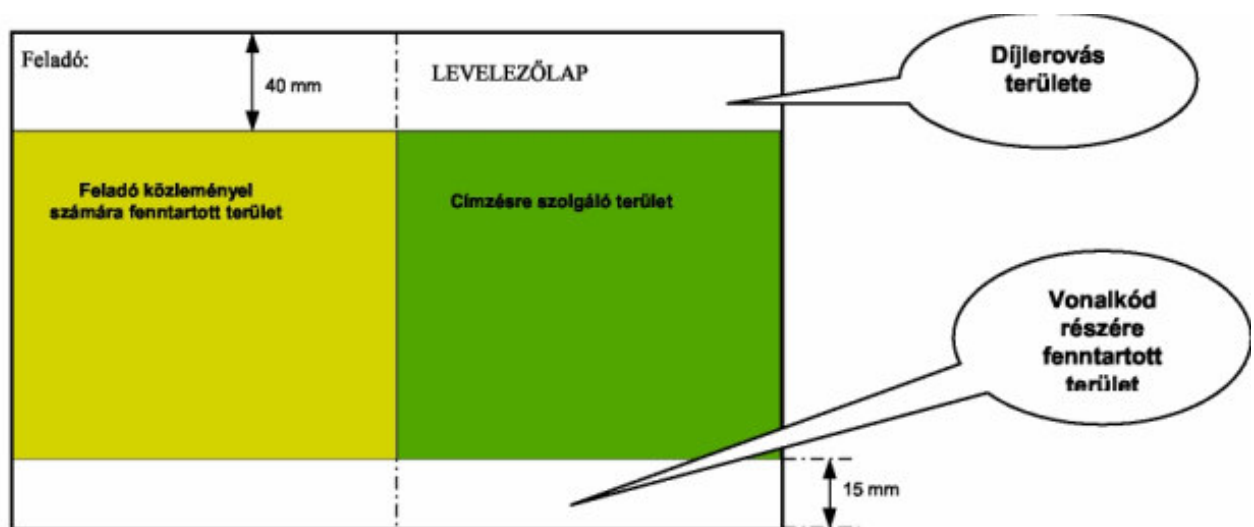 Feladó:
40 mm
LEVELEZŐLAP
Díjlerovás
területe
Feladó közleményel
számára fenntartott terület
Címzésre szolgáló terület
Vonalkód
részére
fenntartott
terület
15 mm